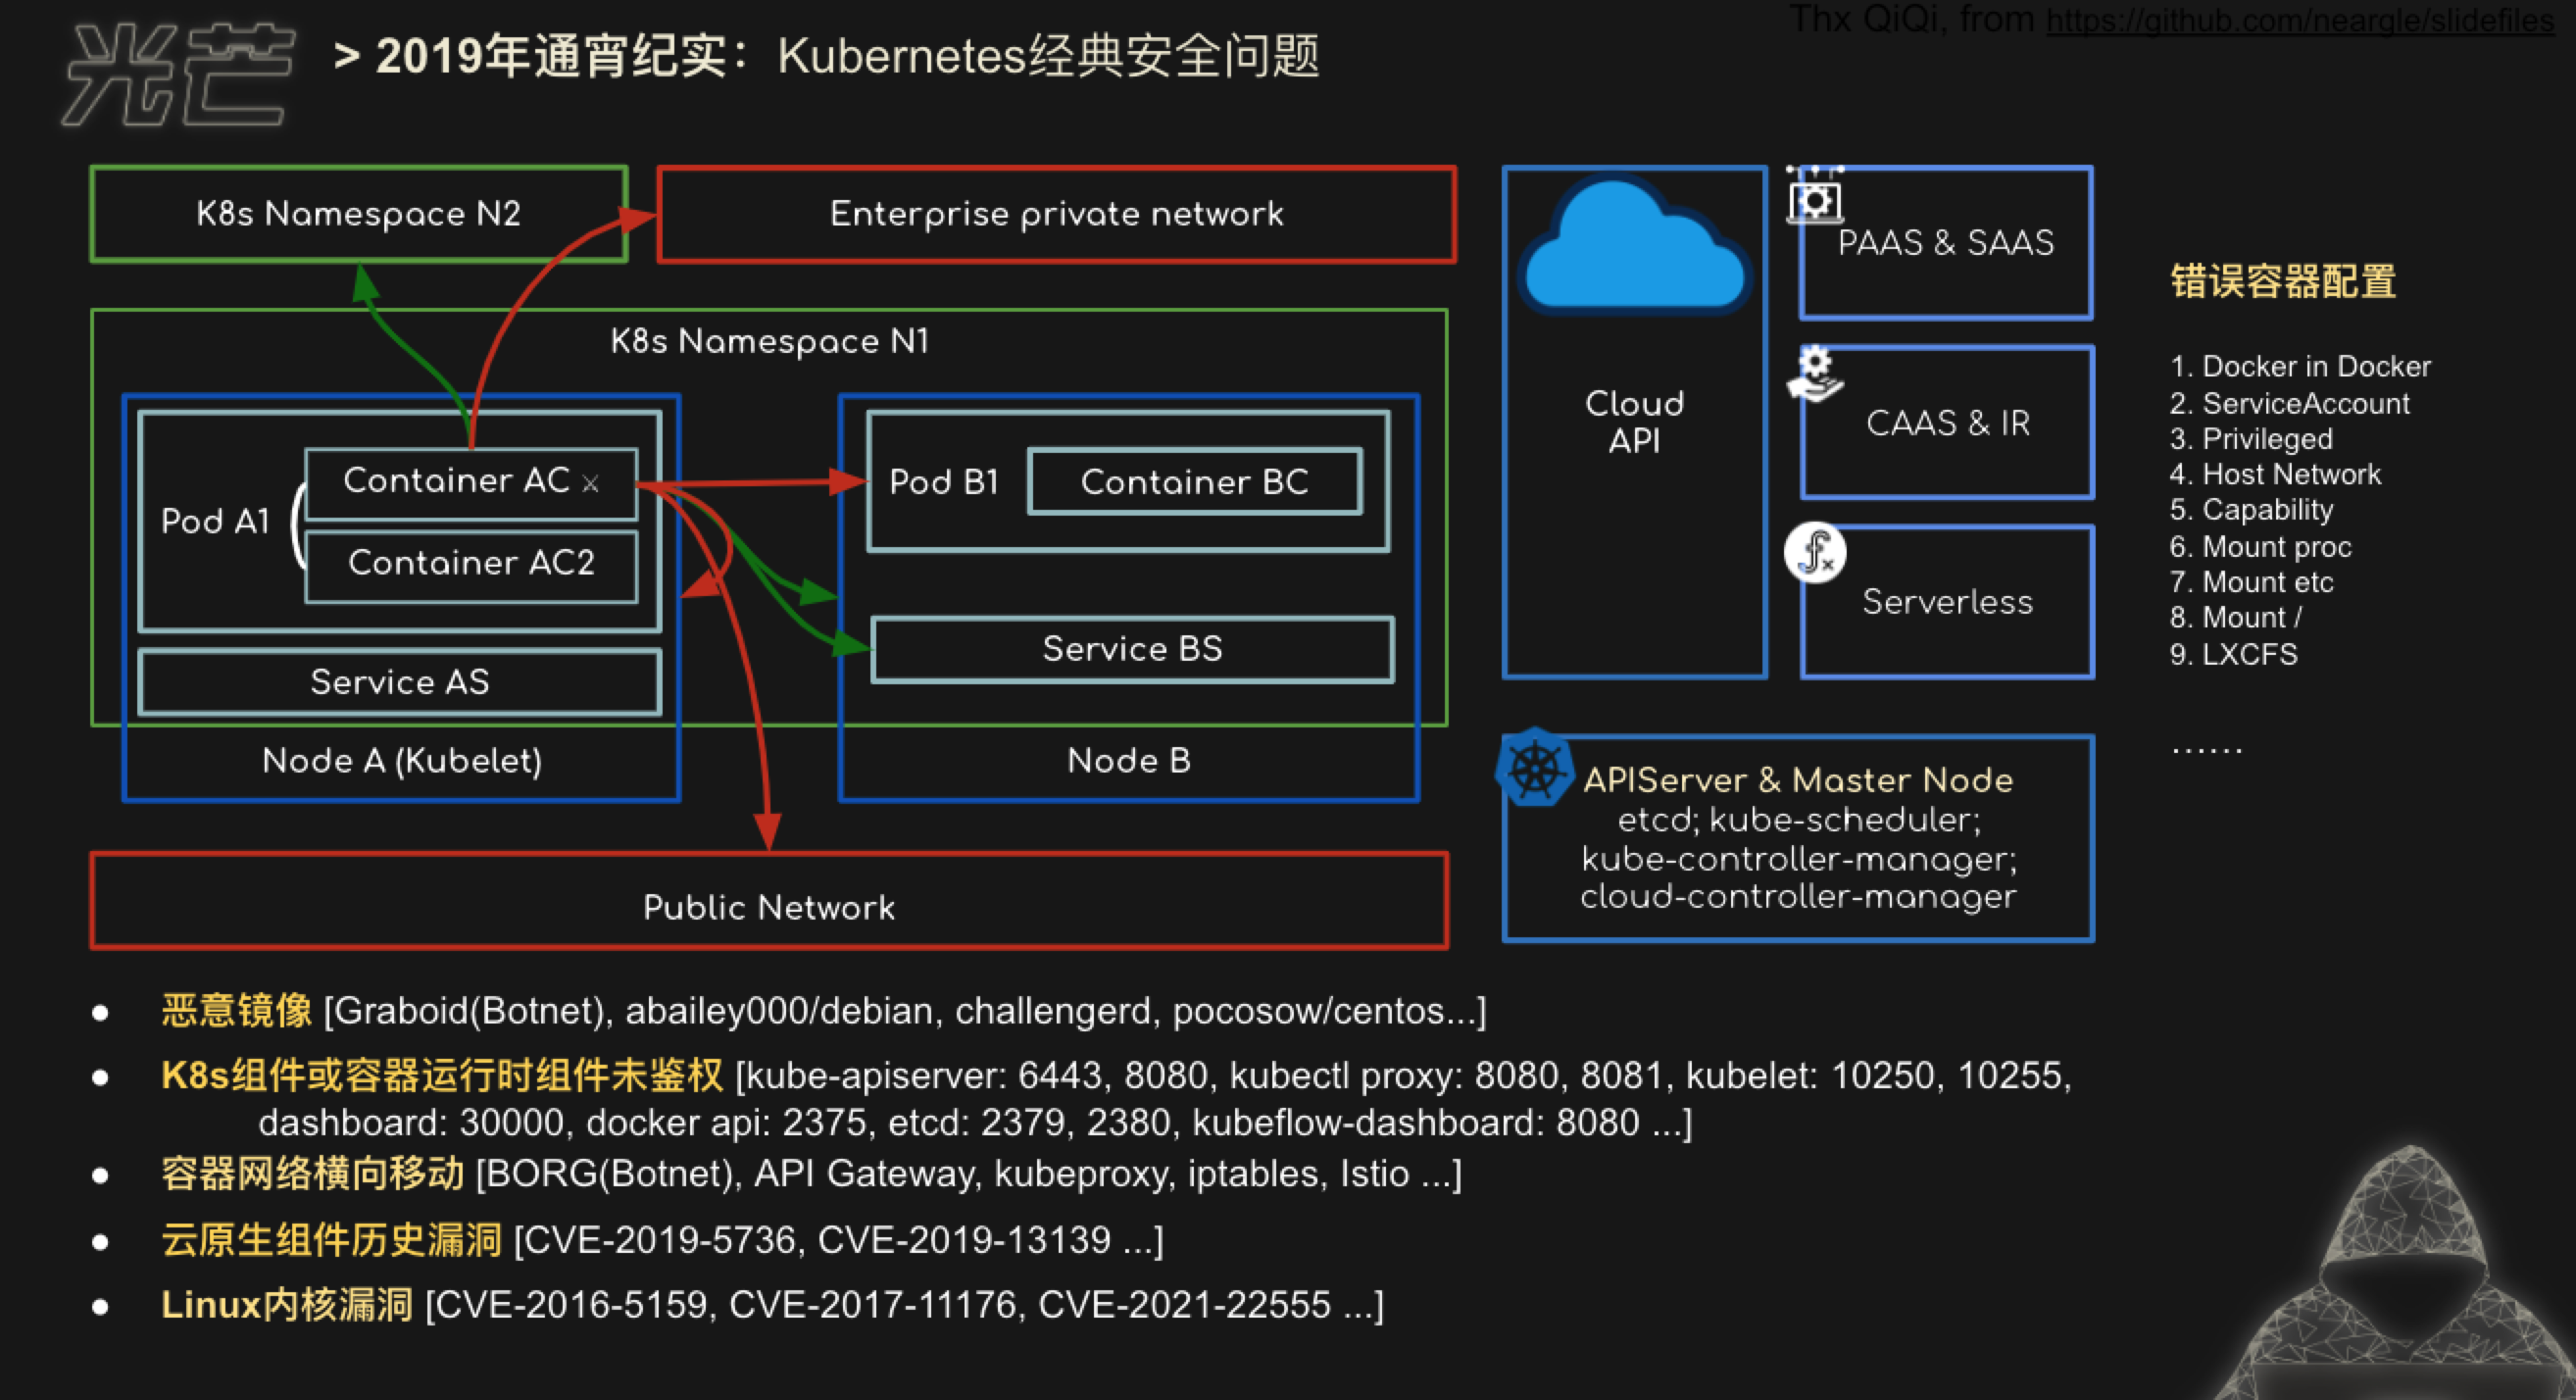 Thx QiQi, from https://github.com/neargle/slidefiles
光芒
> 2019年通宵纪实：Kubernetes经典安全问题
K8s Namespace N2
Enterprise private network
K8s Namespace N1
Pod A1
Container AC
Container AC2
Service AS
Node A (Kubelet)
Pod B1
Container BC
Service BS
Node B
Public Network
Cloud
API
PAAS & SAAS
CAAS & IR
Serverless
APIServer & Master Node
etcd; kube-scheduler;
kube-controller-manager;
cloud-controller-manager
错误容器配置
1. Docker in Docker
2. ServiceAccount
3. Privileged
4. Host Network
5. Capability
6. Mount proc
7. Mount etc
8. Mount /
9. LXCFS
......
● 恶意镜像 [Graboid(Botnet), abailey000/debian, challengerd, pocosow/centos...]
● K8s组件或容器运行时组件未鉴权 [kube-apiserver: 6443, 8080, kubectl proxy: 8080, 8081, kubelet: 10250, 10255,
dashboard: 30000, docker api: 2375, etcd: 2379, 2380, kubeflow-dashboard: 8080 ...]
● 容器网络横向移动 [BORG(Botnet), API Gateway, kubeproxy, iptables, Istio ...]
● 云原生组件历史漏洞 [CVE-2019-5736, CVE-2019-13139 ...]
● Linux内核漏洞 [CVE-2016-5159, CVE-2017-11176, CVE-2021-22555 ...]